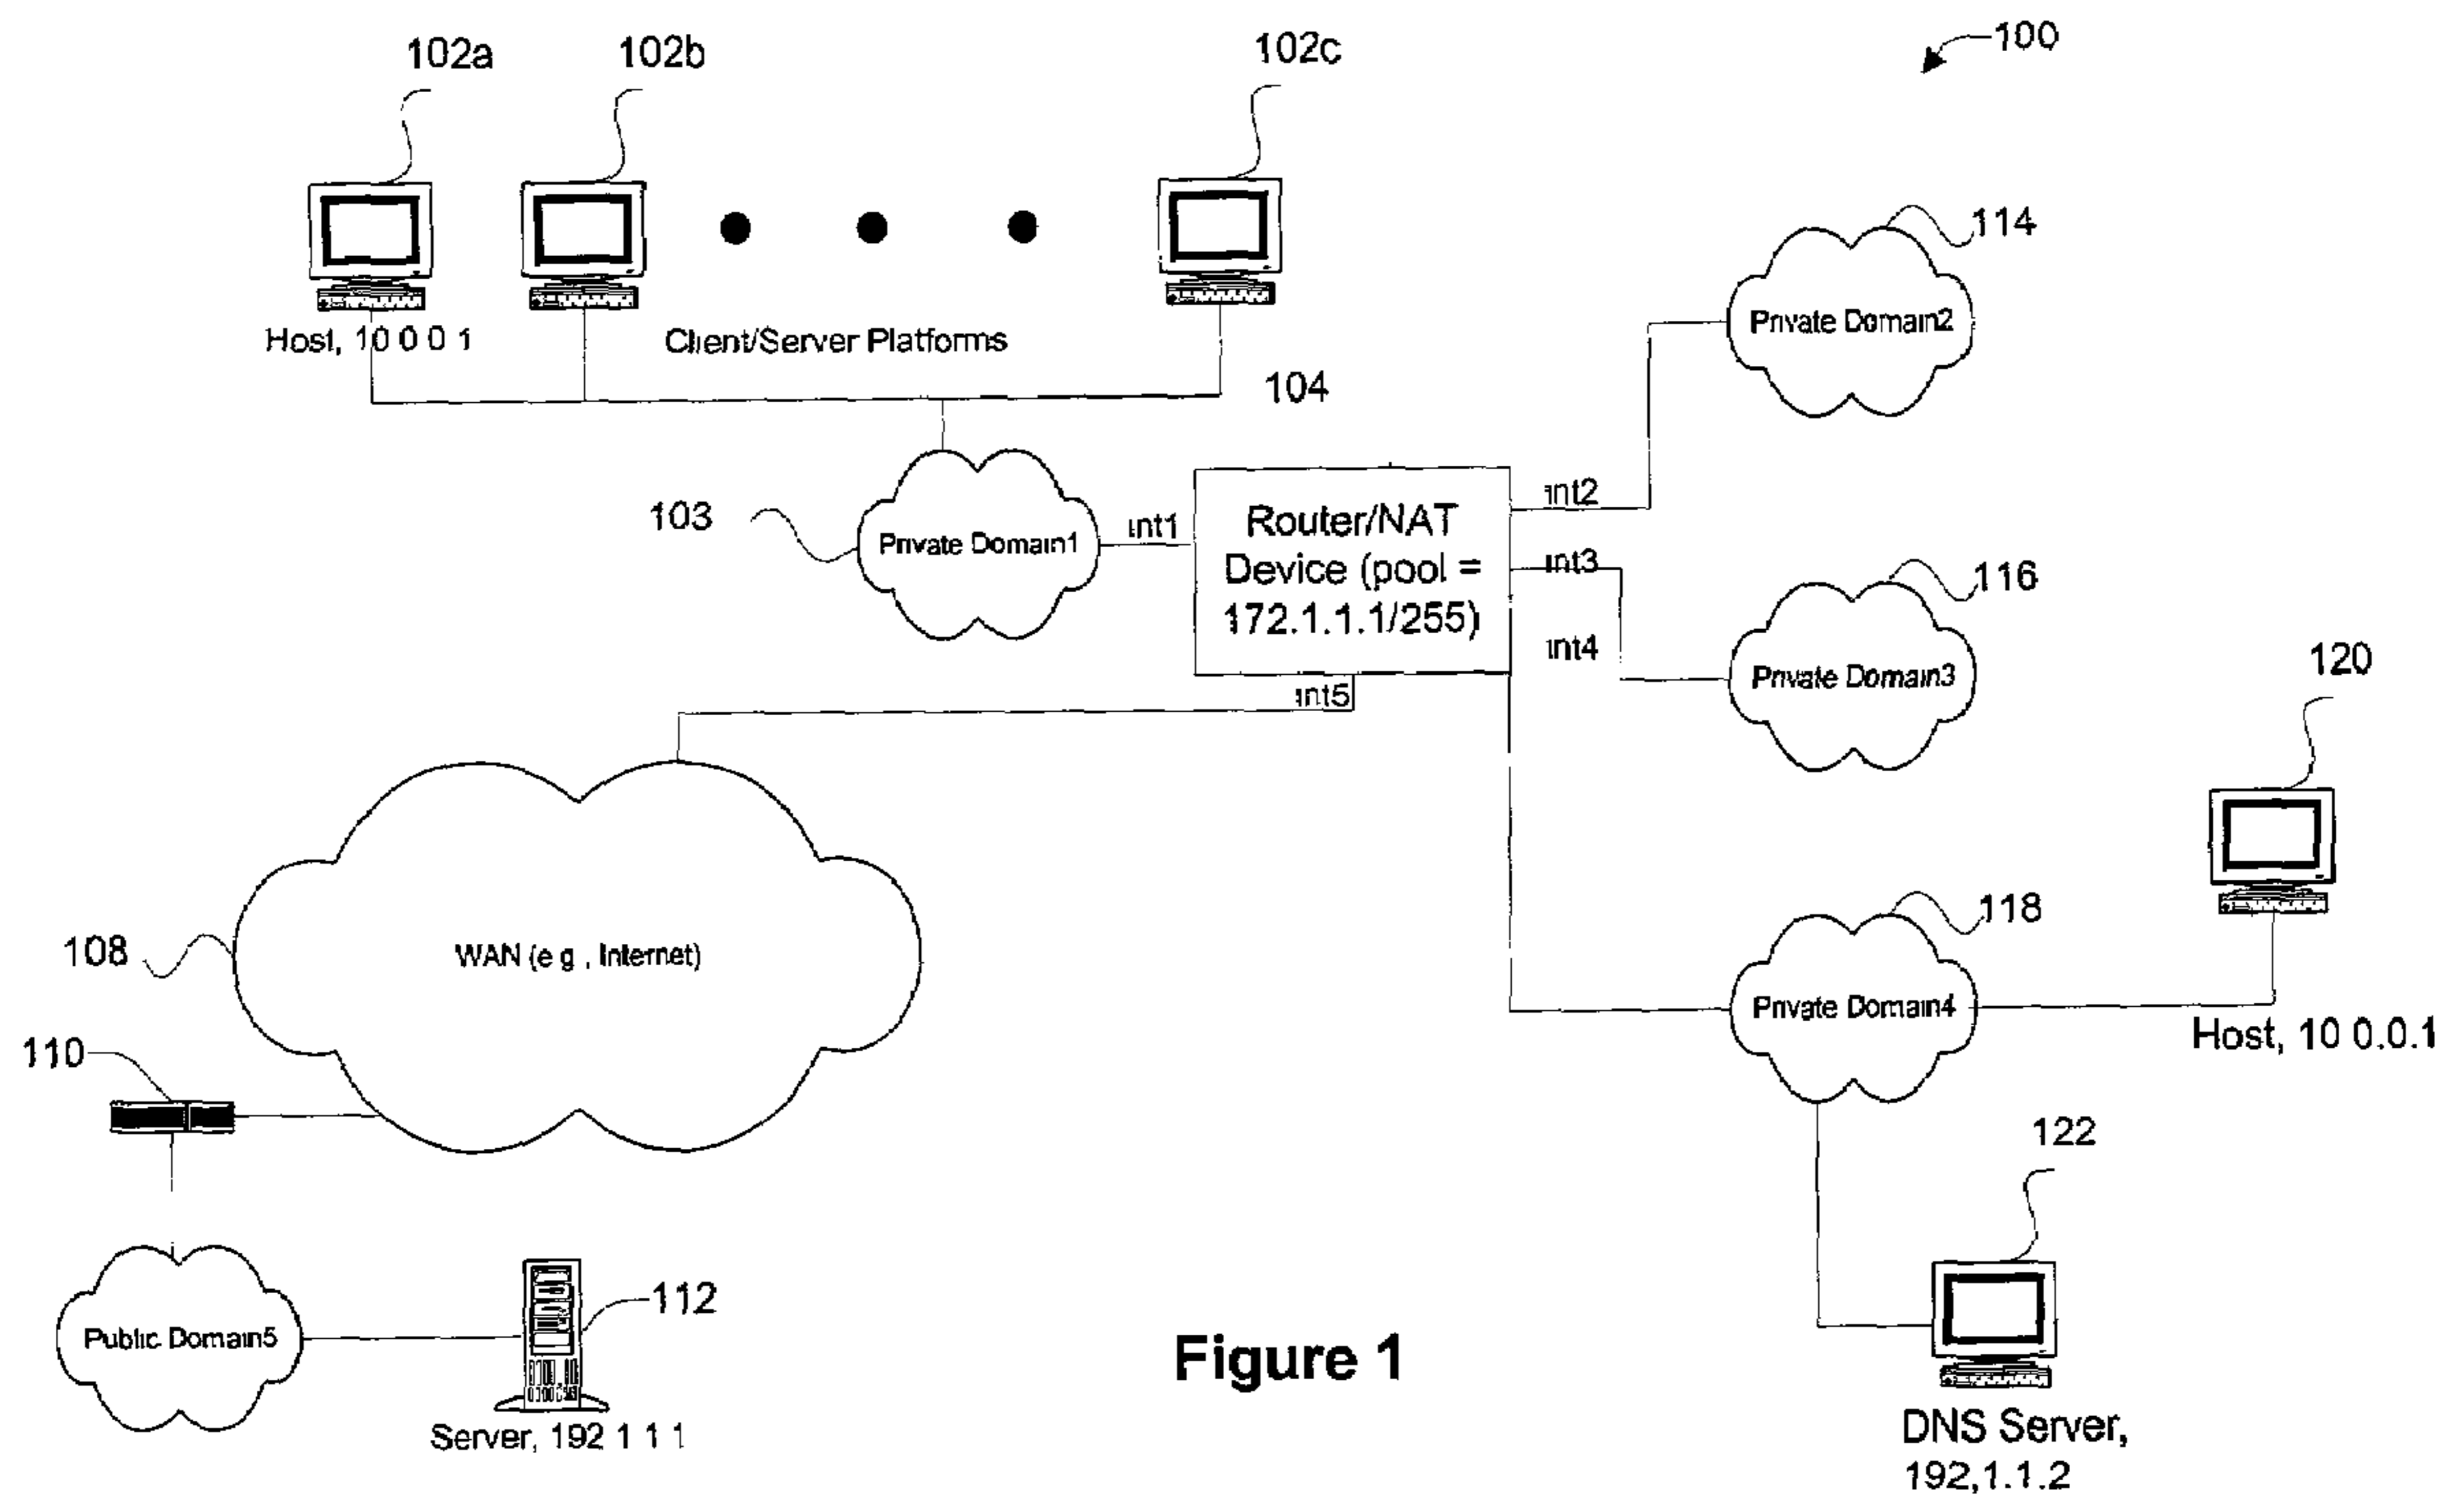 102a
102b
102c
100
114
Private Domain2
Host, 10 0 0 1
Client/Server Platforms
104
103
Private Domain1
int1
Router/NAT
Device (pool =
172.1.1.1/255)
int2
int3
int4
int5
116
Private Domain3
120
108
WAN (e g , Internet)
118
Private Domain4
Host, 10 0.0.1
110
122
Public Domain5
112
Server, 192 1 1 1
Figure 1
DNS Server,
192,1.1.2